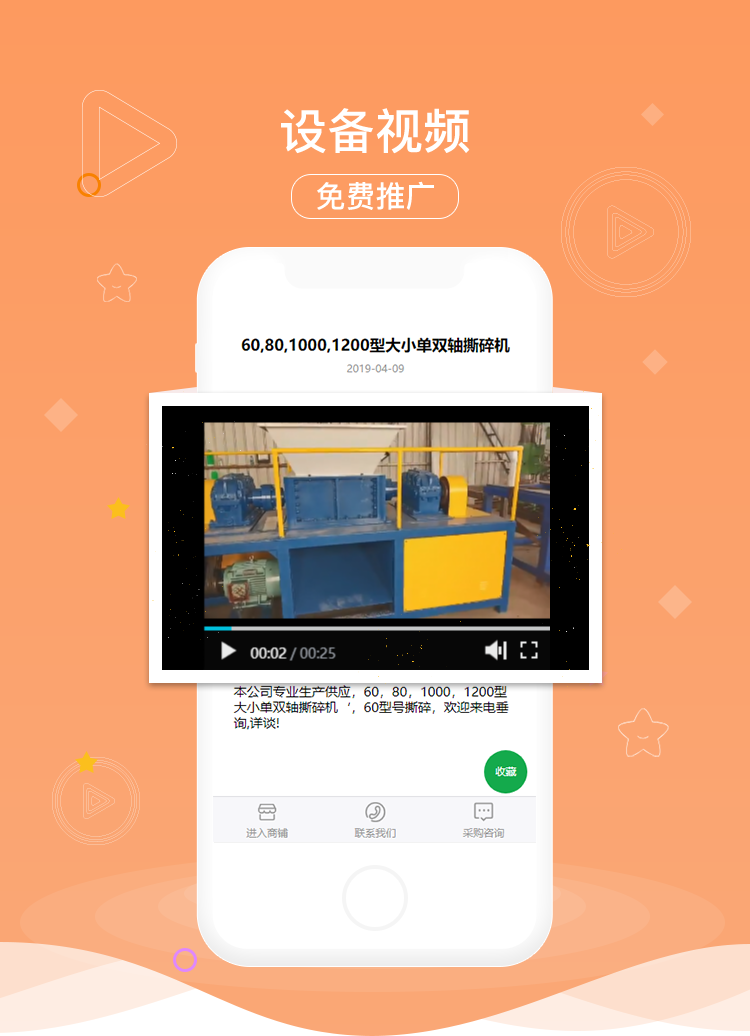 设备视频
免费推广
60,80,1000,1200型大小单双轴撕碎机
2019-04-09
00:02 / 00:25
本公司专业生产供应，60，80，1000，1200型
大小单双轴撕碎机‘，60型号撕碎，欢迎来电垂
询,详谈!
收藏
进入商铺 联系我们 采购咨询